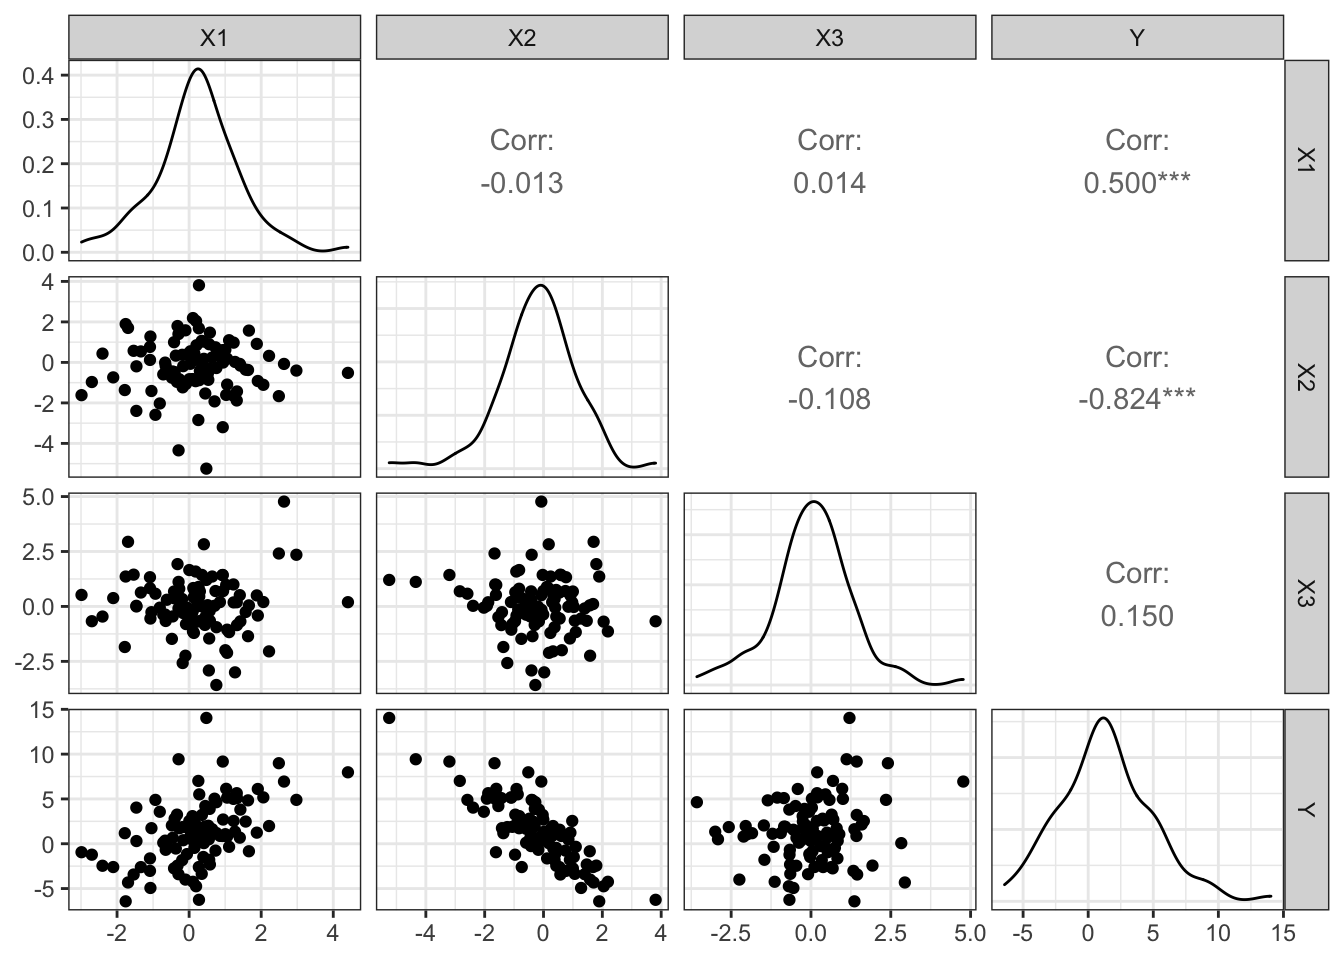 X1 X2 X3 Y
0.4
0.3
0.2
0.1
0.0
Corr:
-0.013
Corr:
0.014
Corr:
0.500***
X1
4
2
0
-2
-4
Corr:
-0.108
Corr:
-0.824***
X2
5.0
2.5
0.0
-2.5
Corr:
0.150
X3
15
10
5
0
-5
Y
-2 0 2 4
-4 -2 0 2 4
-2.5 0.0 2.5 5.0
-5 0 5 10 15